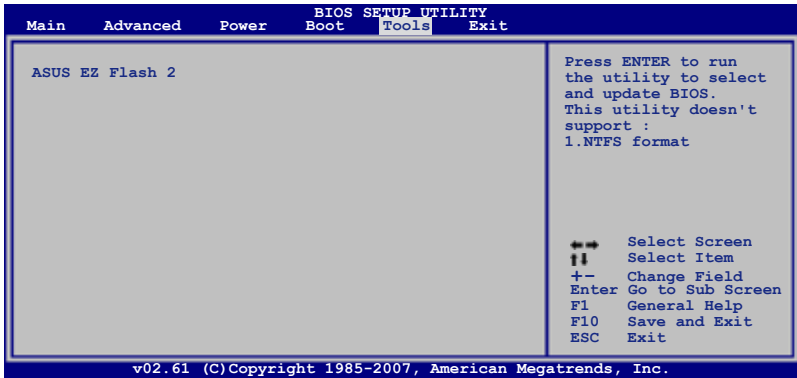 BIOS SETUP UTILITY
Main Advanced Power Boot Tools Exit
ASUS EZ Flash 2
Press ENTER to run
the utility to select
and update BIOS.
This utility doesn't
support :
1.NTFS format
Select Screen
Select Item
+- Change Field
Enter Go to Sub Screen
F1 General Help
F10 Save and Exit
ESC Exit
v02.61 (C)Copyright 1985-2007, American Megatrends, Inc.